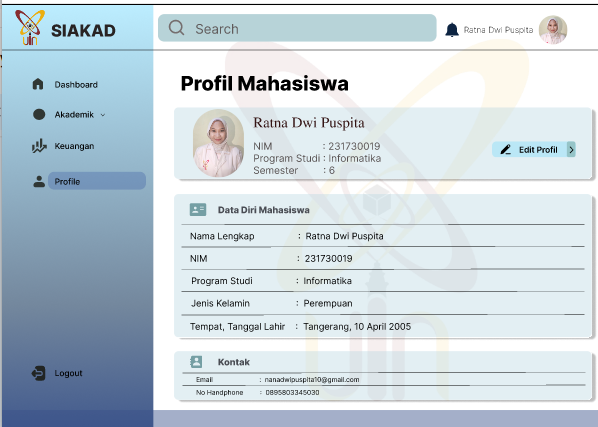 uin
SIAKAD
Search
Ratna Dwi Puspita
Dashboard
Akademik
Keuangan
Profile
Logout
Profil Mahasiswa
Ratna Dwi Puspita
NIM : 231730019
Program Studi : Informatika
Semester : 6
Edit Profil
Data Diri Mahasiswa
Nama Lengkap : Ratna Dwi Puspita
NIM : 231730019
Program Studi : Informatika
Jenis Kelamin : Perempuan
Tempat, Tanggal Lahir : Tangerang, 10 April 2005
uin
Kontak
Email : nanadwipuspita10@gmail.com
No Handphone : 0895803345030